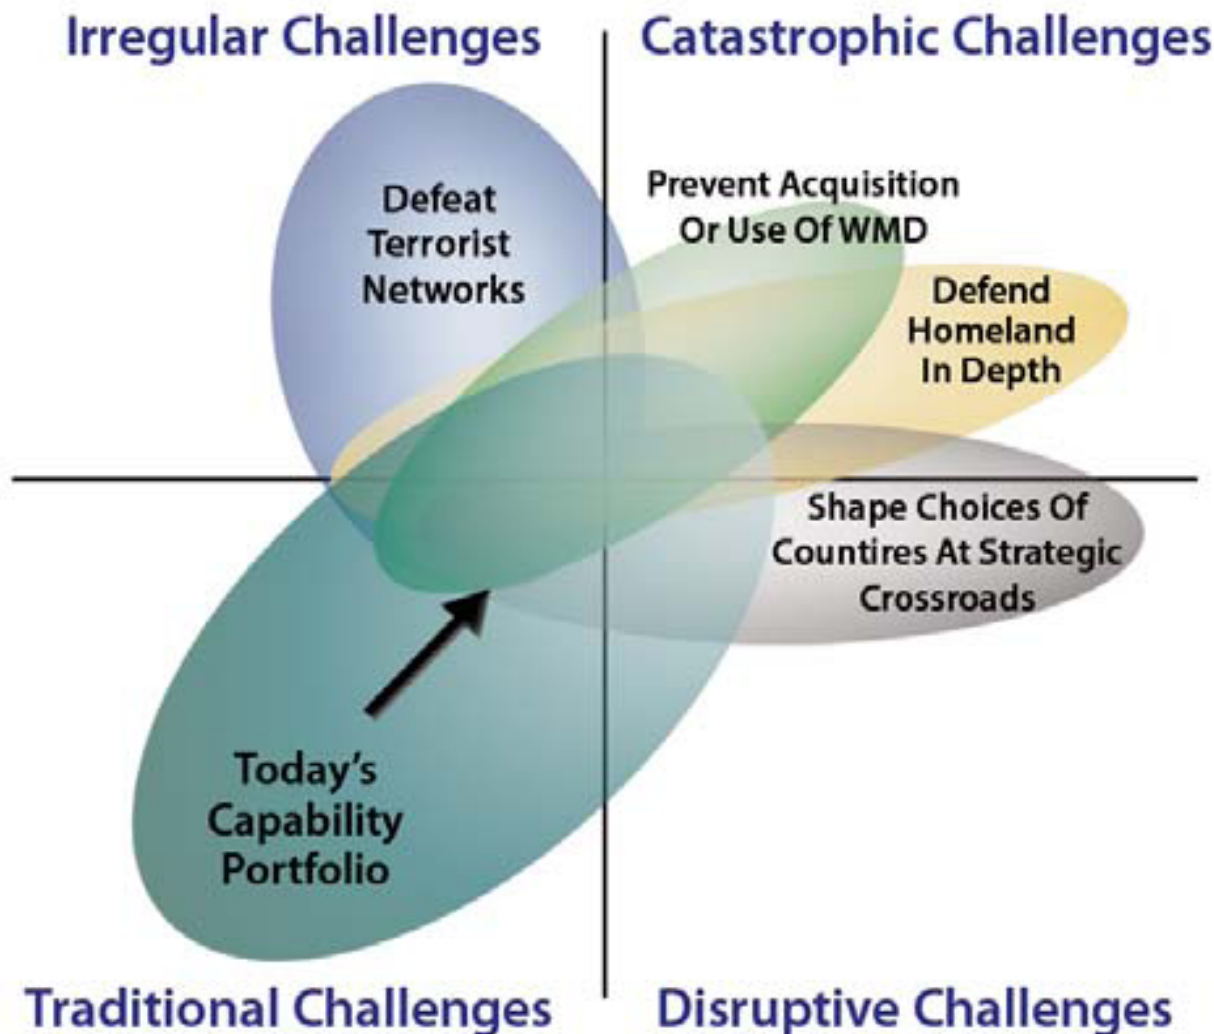 Irregular Challenges
Catastrophic Challenges
Defeat
Terrorist
Networks
Prevent Acquisition
Or Use Of WMD
Defend
Homeland
In Depth
Shape Choices Of
Countires At Strategic
Crossroads
Today's
Capability
Portfolio
Traditional Challenges
Disruptive Challenges